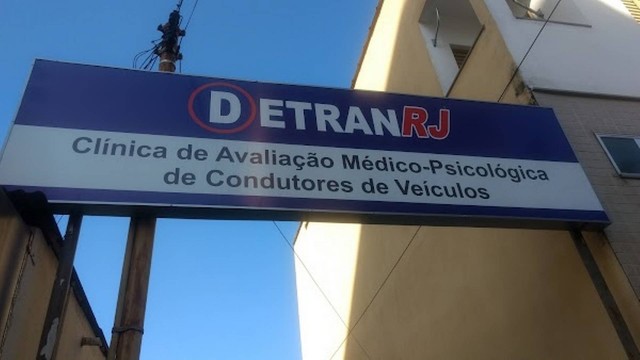 DETRANRJ
Clínica de Avaliação Médico-Psicológica
de Condutores de Veículos